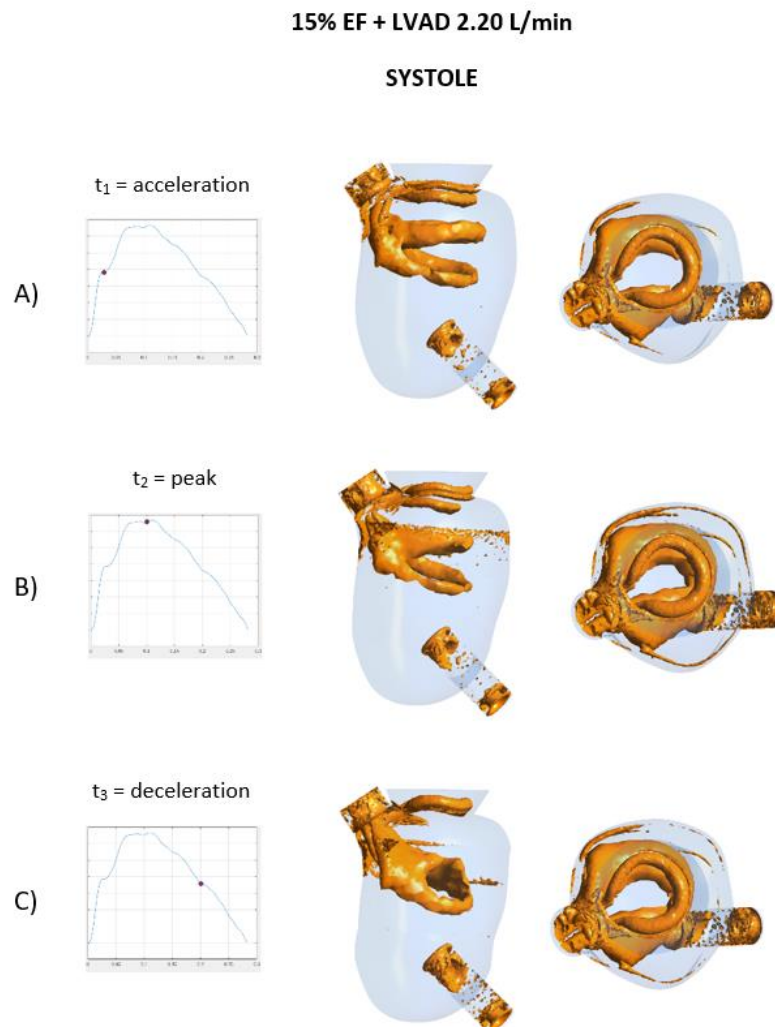 15% EF + LVAD 2.20 L/min
SYSTOLE
t₁ = acceleration
A)
t₂ = peak
B)
t₃ = deceleration
C)